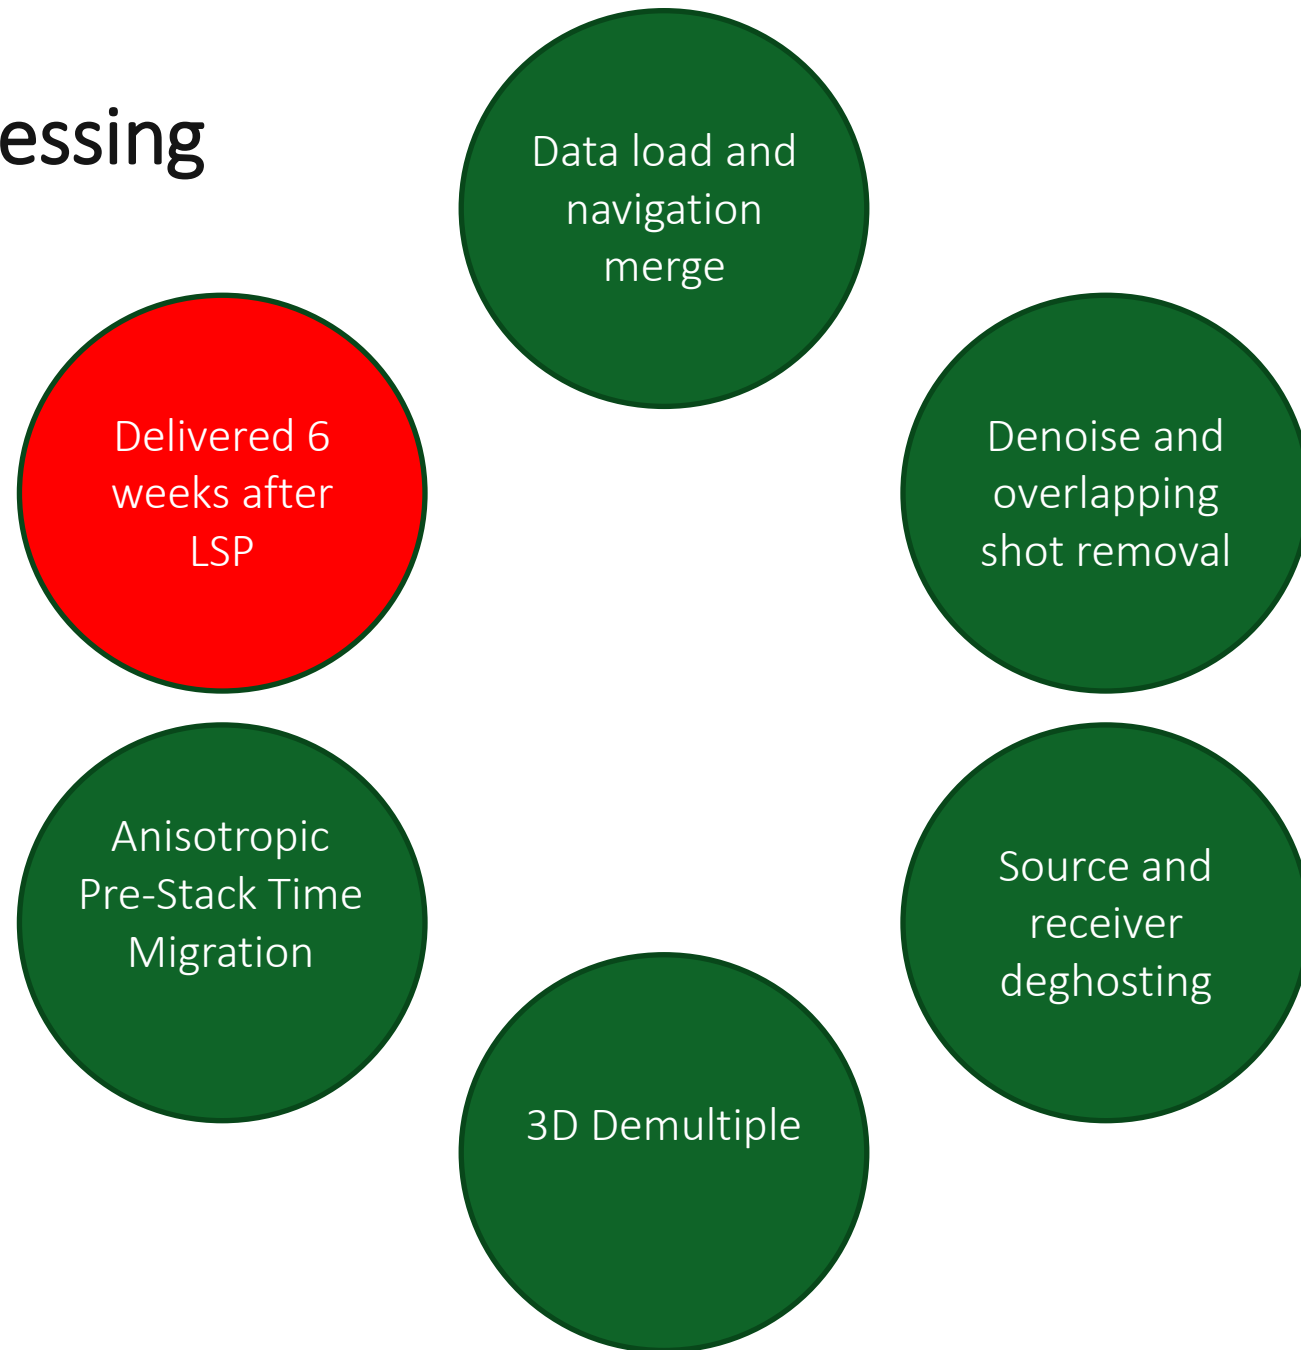 essing
Data load and
navigation
merge
Denoise and
overlapping
shot removal
Source and
receiver
deghosting
3D Demultiple
Anisotropic
Pre-Stack Time
Migration
Delivered 6
weeks after
LSP